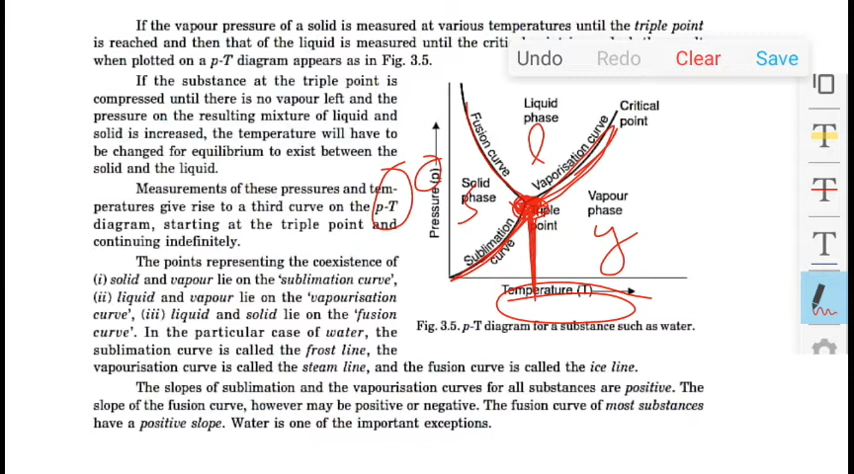 If the vapour pressure of a solid is measured at various temperatures until the triple point
is reached and then that of the liquid is measured until the
when plotted on a p-T diagram appears as in Fig. 3.5.
Undo Redo Clear Save
If the substance at the triple point is
compressed until there is no vapour left and the
pressure on the resulting mixture of liquid and
solid is increased, the temperature will have to
be changed for equilibrium to exist between the
solid and the liquid.
Measurements of these pressures and tem-
peratures give rise to a third curve on the p-T
diagram, starting at the triple point and
continuing indefinitely.
The points representing the coexistence of
(i) solid and vapour lie on the ‘sublimation curve’,
(ii) liquid and vapour lie on the ‘vapourisation
curve’, (iii) liquid and solid lie on the ‘fusion
curve’. In the particular case of water, the
sublimation curve is called the frost line, the
vapourisation curve is called the steam line, and the fusion curve is called the ice line.
Liquid
phase
l
Critical
point
Fusion curve
Vaporisation curve
Solid
phase
s
Vapour
phase
Triple
point
Sublimation
curve
Pressure (p)
Temperature (T)
Fig. 3.5. p-T diagram for a substance such as water.
The slopes of sublimation and the vapourisation curves for all substances are positive. The
slope of the fusion curve, however may be positive or negative. The fusion curve of most substances
have a positive slope. Water is one of the important exceptions.
T
T
T